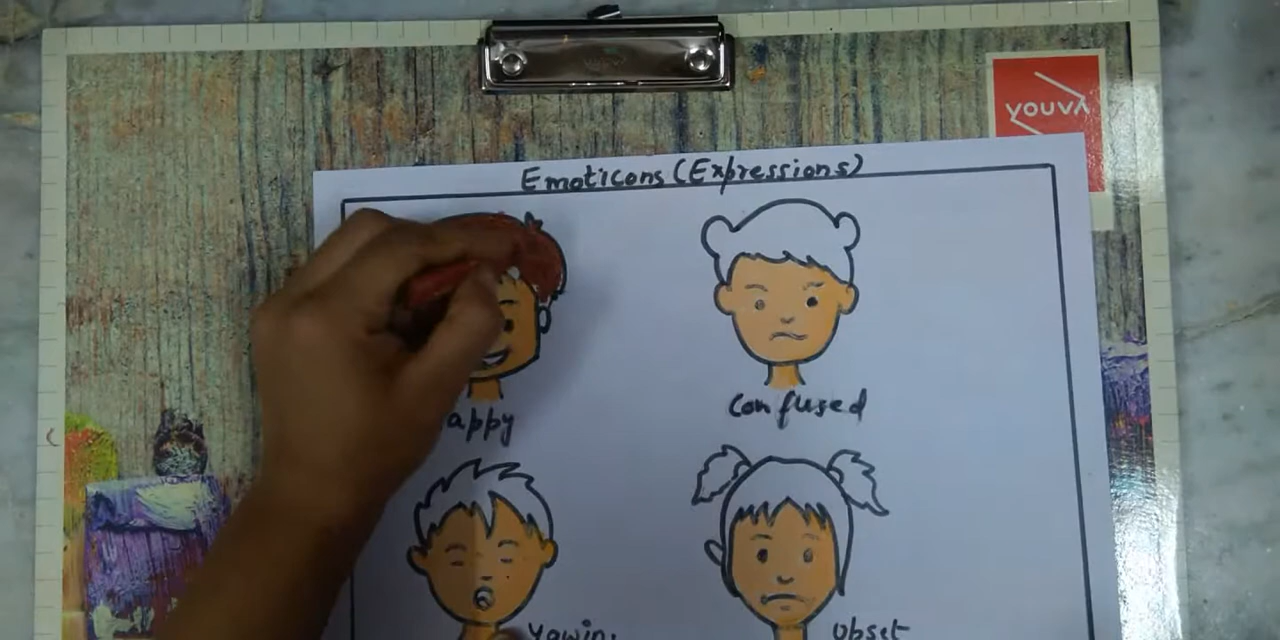 YOUVA
Emoticons (Expressions)
appy
Confused
Yawin
Upset